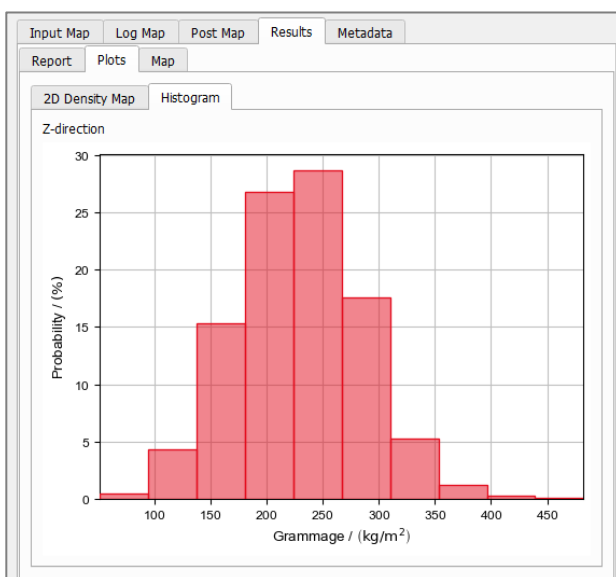 Input Map Log Map Post Map Results Metadata
Report Plots Map
2D Density Map Histogram
Z-direction
30
25
20
15
10
5
0
Probability / (%)
100 150 200 250 300 350 400 450
Grammage / (kg/m²)